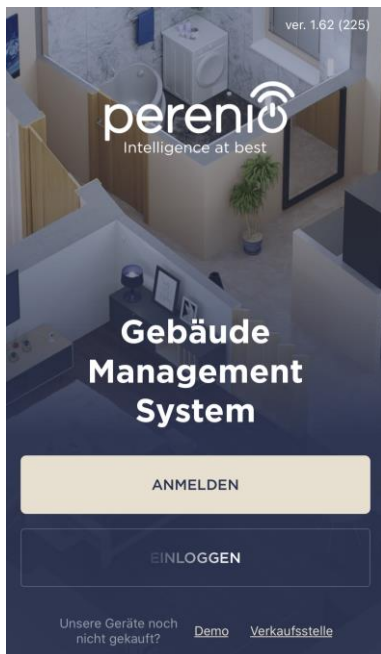 ver. 1.62 (225)
perenio
Intelligence at best
Gebäude
Management
System
ANMELDEN
EINLOGGEN
Unsere Geräte noch
nicht gekauft? Demo Verkaufsstelle